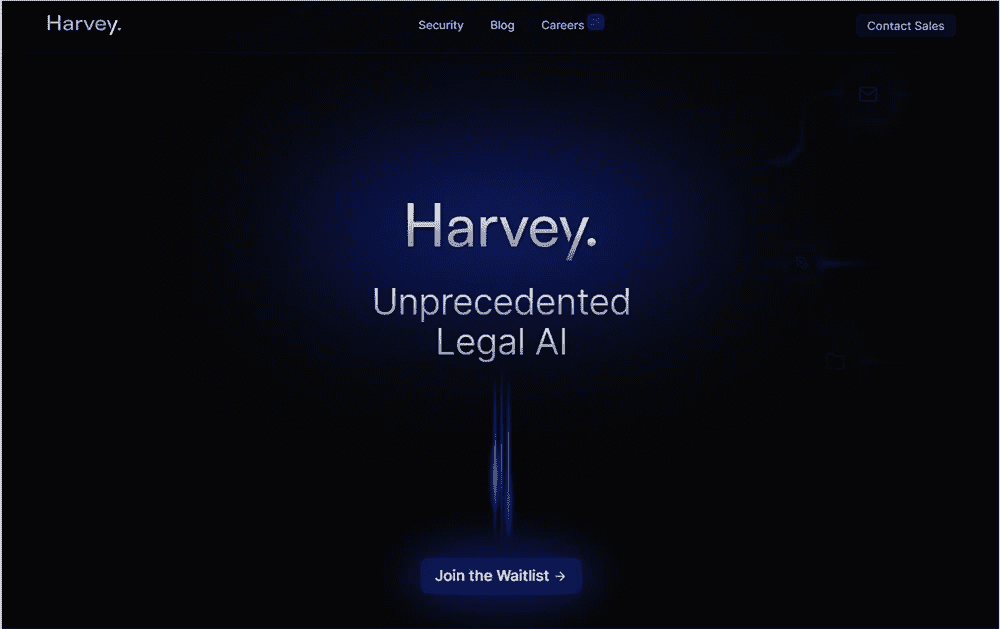 Harvey.
Security
Blog
Careers
Contact Sales
Harvey.
Unprecedented
Legal AI
Join the Waitlist →